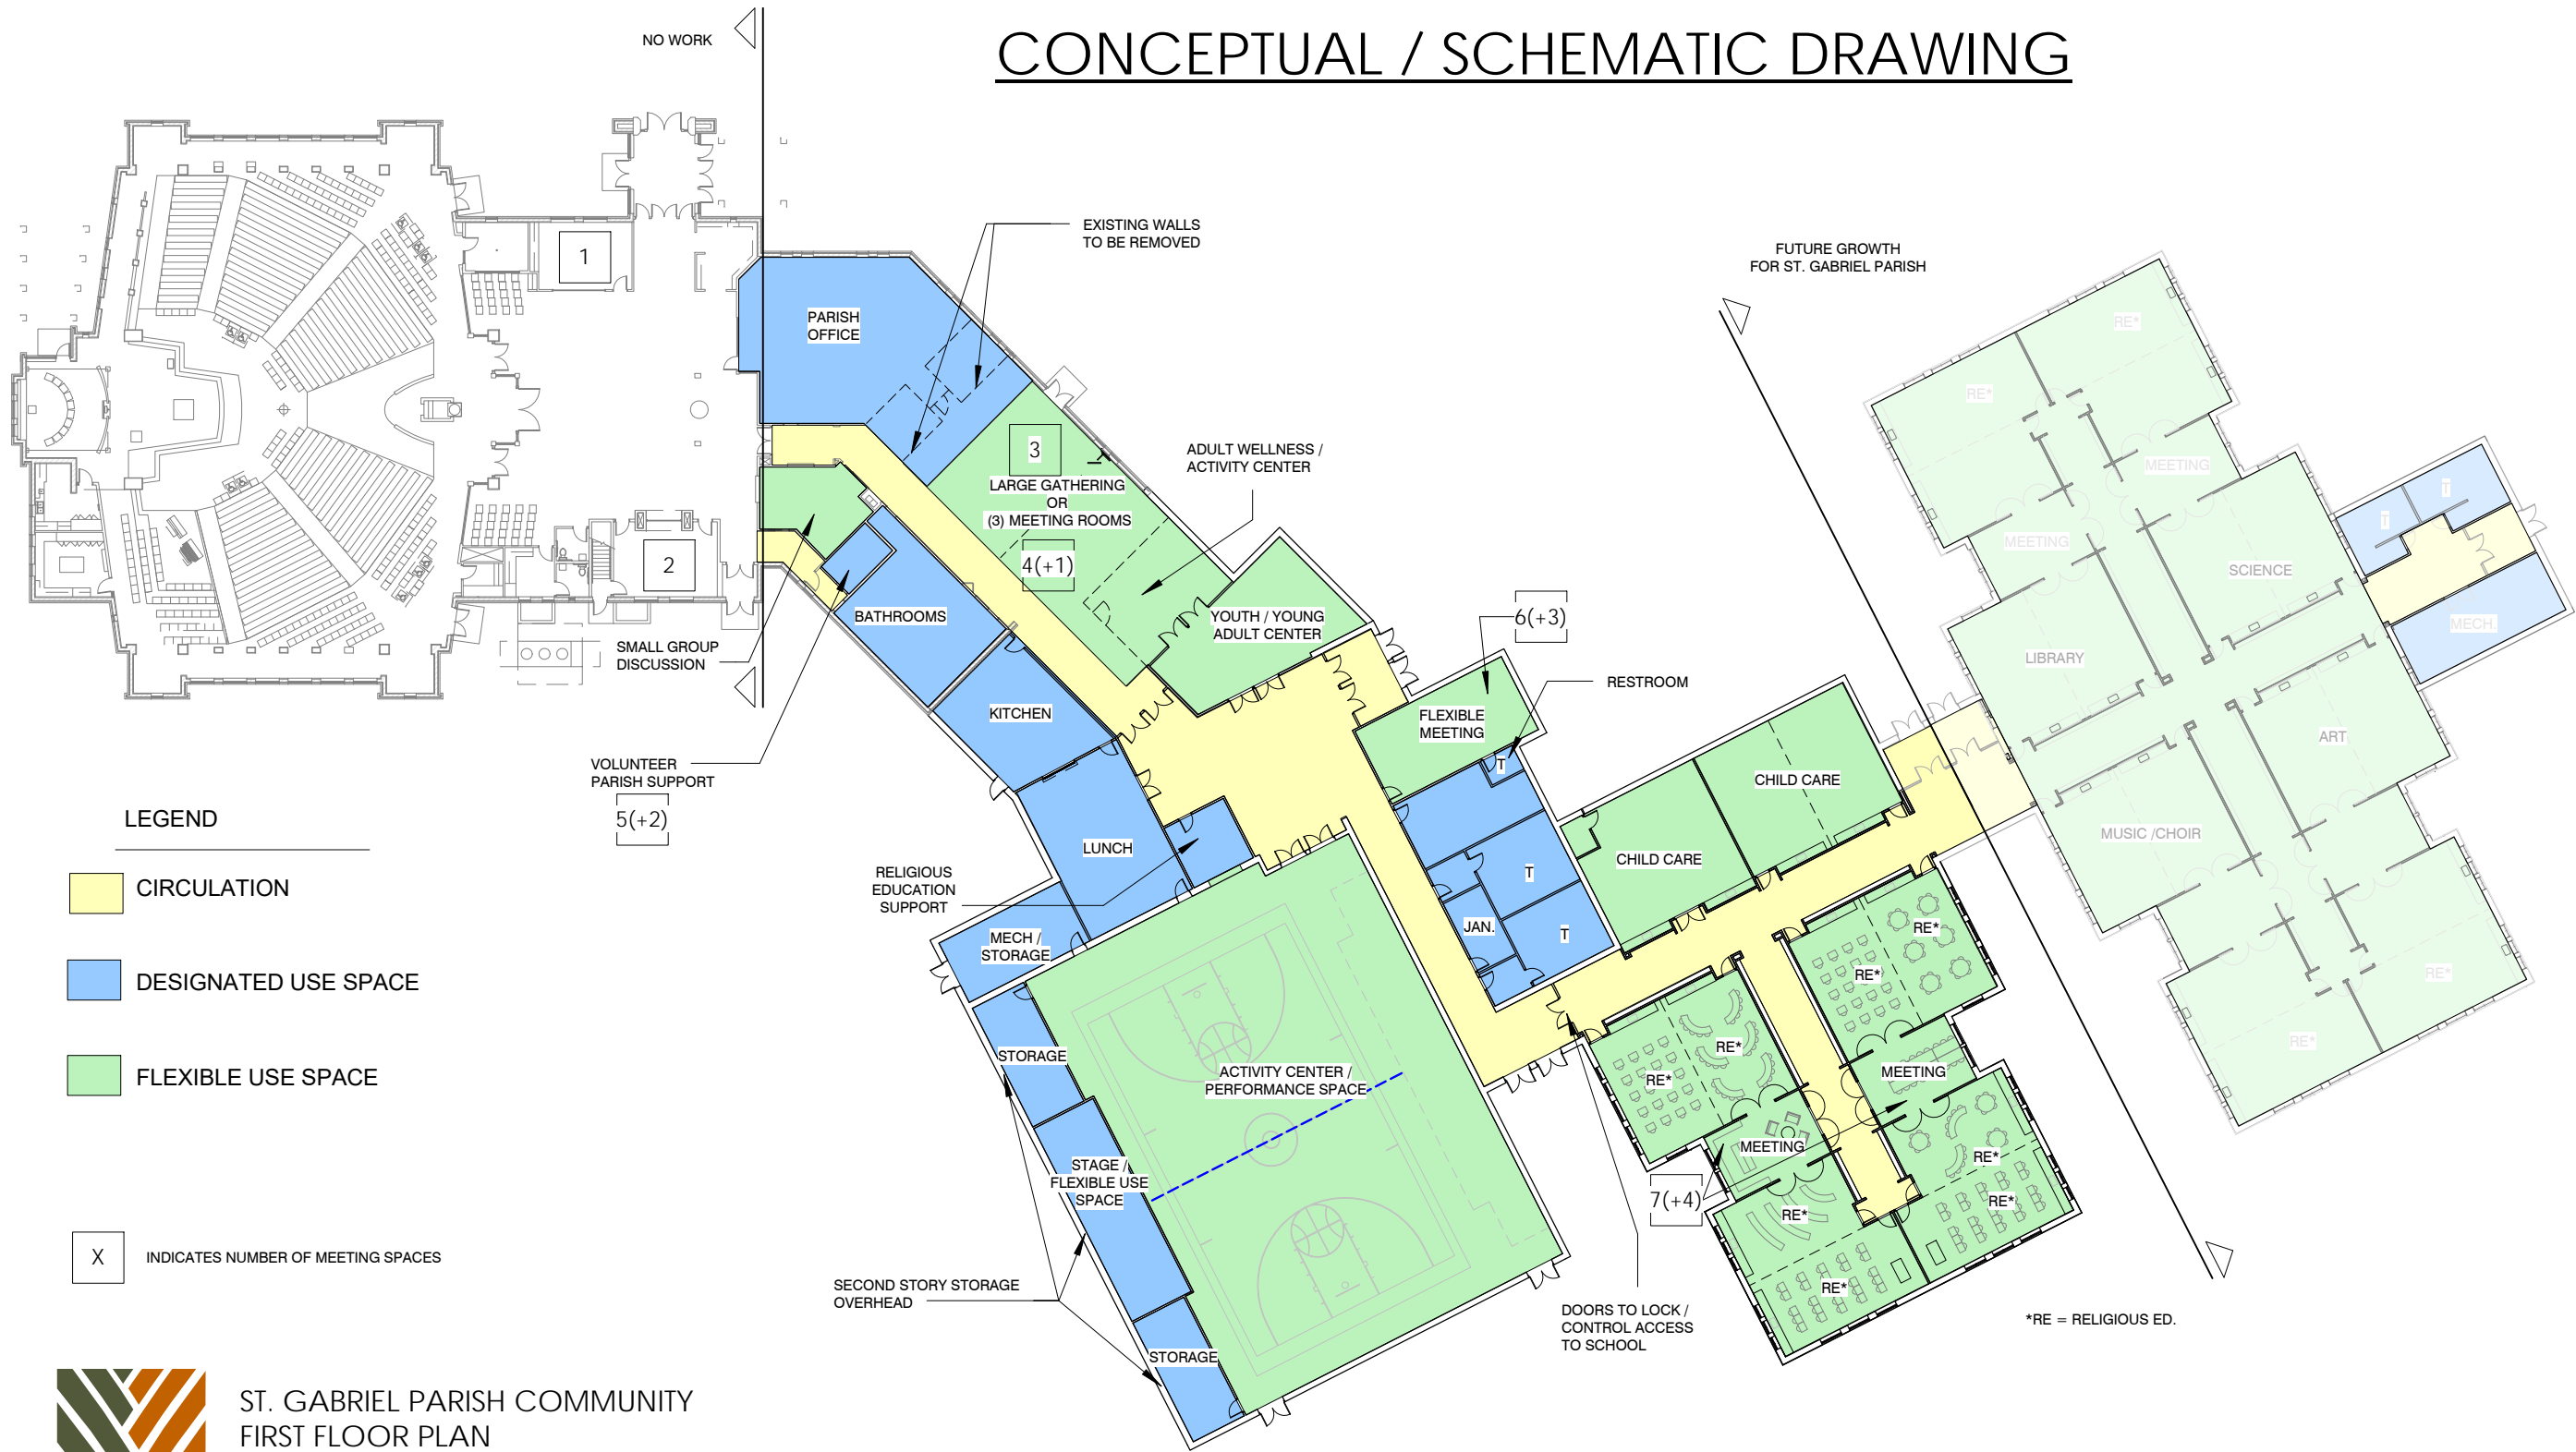 CONCEPTUAL / SCHEMATIC DRAWING
NO WORK
1
EXISTING WALLS
TO BE REMOVED
FUTURE GROWTH
FOR ST. GABRIEL PARISH
PARISH
OFFICE
RE*
RE*
3
LARGE GATHERING
OR
(3) MEETING ROOMS
4(+1)
ADULT WELLNESS /
ACTIVITY CENTER
MEETING
MEETING
T
T
SCIENCE
MECH.
2
BATHROOMS
YOUTH / YOUNG
ADULT CENTER
6(+3)
SMALL GROUP
DISCUSSION
LIBRARY
RESTROOM
KITCHEN
FLEXIBLE
MEETING
ART
T
VOLUNTEER
PARISH SUPPORT
5(+2)
CHILD CARE
LEGEND
MUSIC /CHOIR
LUNCH
CHILD CARE
T
CIRCULATION
RELIGIOUS
EDUCATION
SUPPORT
JAN.
T
RE*
MECH /
STORAGE
RE*
RE*
DESIGNATED USE SPACE
STORAGE
RE*
RE*
RE*
FLEXIBLE USE SPACE
ACTIVITY CENTER /
PERFORMANCE SPACE
MEETING
MEETING
RE*
STAGE /
FLEXIBLE USE
SPACE
7(+4)
RE*
RE*
X
INDICATES NUMBER OF MEETING SPACES
RE*
SECOND STORY STORAGE
OVERHEAD
DOORS TO LOCK /
CONTROL ACCESS
TO SCHOOL
*RE = RELIGIOUS ED.
STORAGE
ST. GABRIEL PARISH COMMUNITY
FIRST FLOOR PLAN